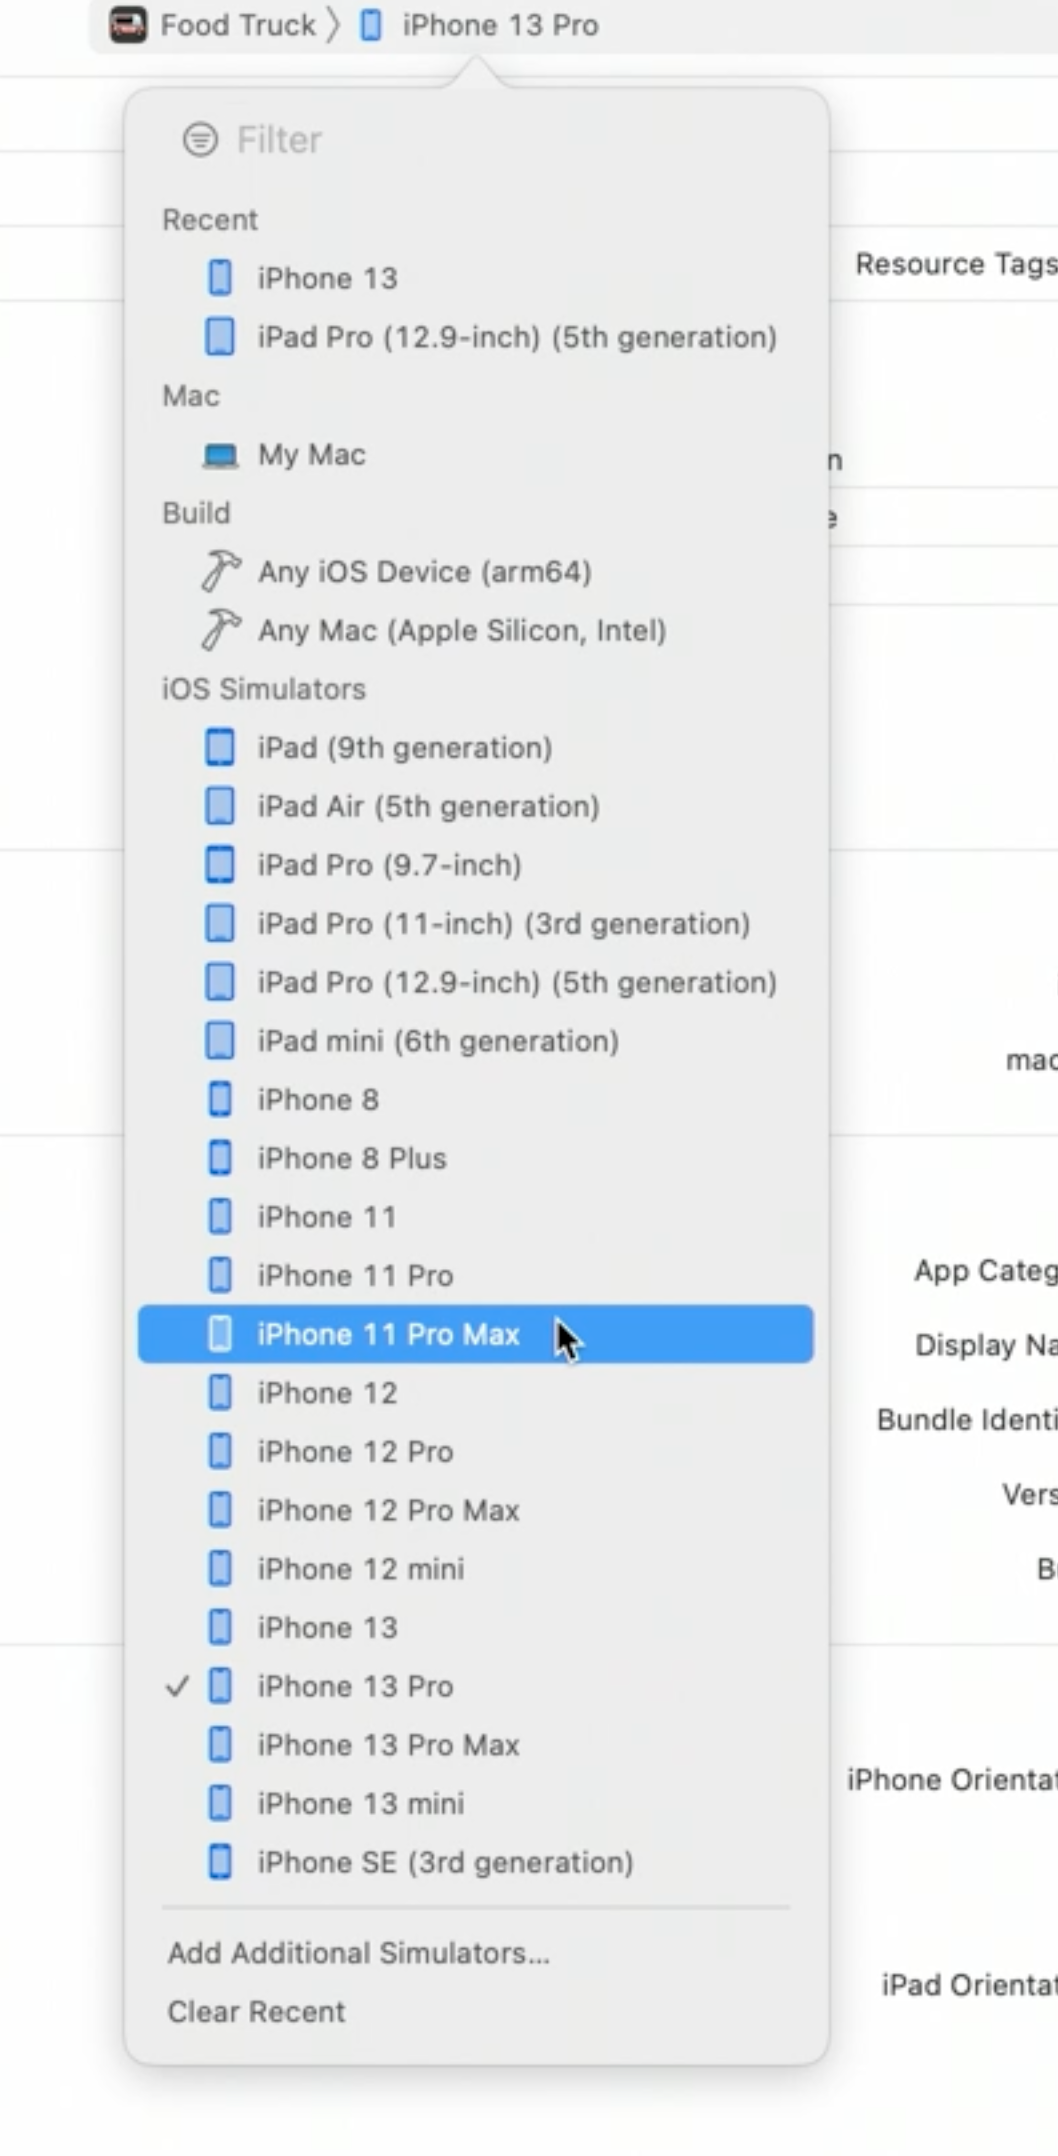 Food Truck 〉 iPhone 13 Pro
Filter
Recent
iPhone 13
Resource Tags
iPad Pro (12.9-inch) (5th generation)
Mac
My Mac
n
Build
e
Any iOS Device (arm64)
Any Mac (Apple Silicon, Intel)
iOS Simulators
iPad (9th generation)
iPad Air (5th generation)
iPad Pro (9.7-inch)
iPad Pro (11-inch) (3rd generation)
iPad Pro (12.9-inch) (5th generation)
iPad mini (6th generation)
mac
iPhone 8
iPhone 8 Plus
iPhone 11
App Categ
iPhone 11 Pro
iPhone 11 Pro Max
Display Na
iPhone 12
Bundle Identi
iPhone 12 Pro
Vers
iPhone 12 Pro Max
iPhone 12 mini
iPhone 13
iPhone 13 Pro
iPhone 13 Pro Max
iPhone Orientat
iPhone 13 mini
iPhone SE (3rd generation)
Add Additional Simulators...
iPad Orientat
Clear Recent